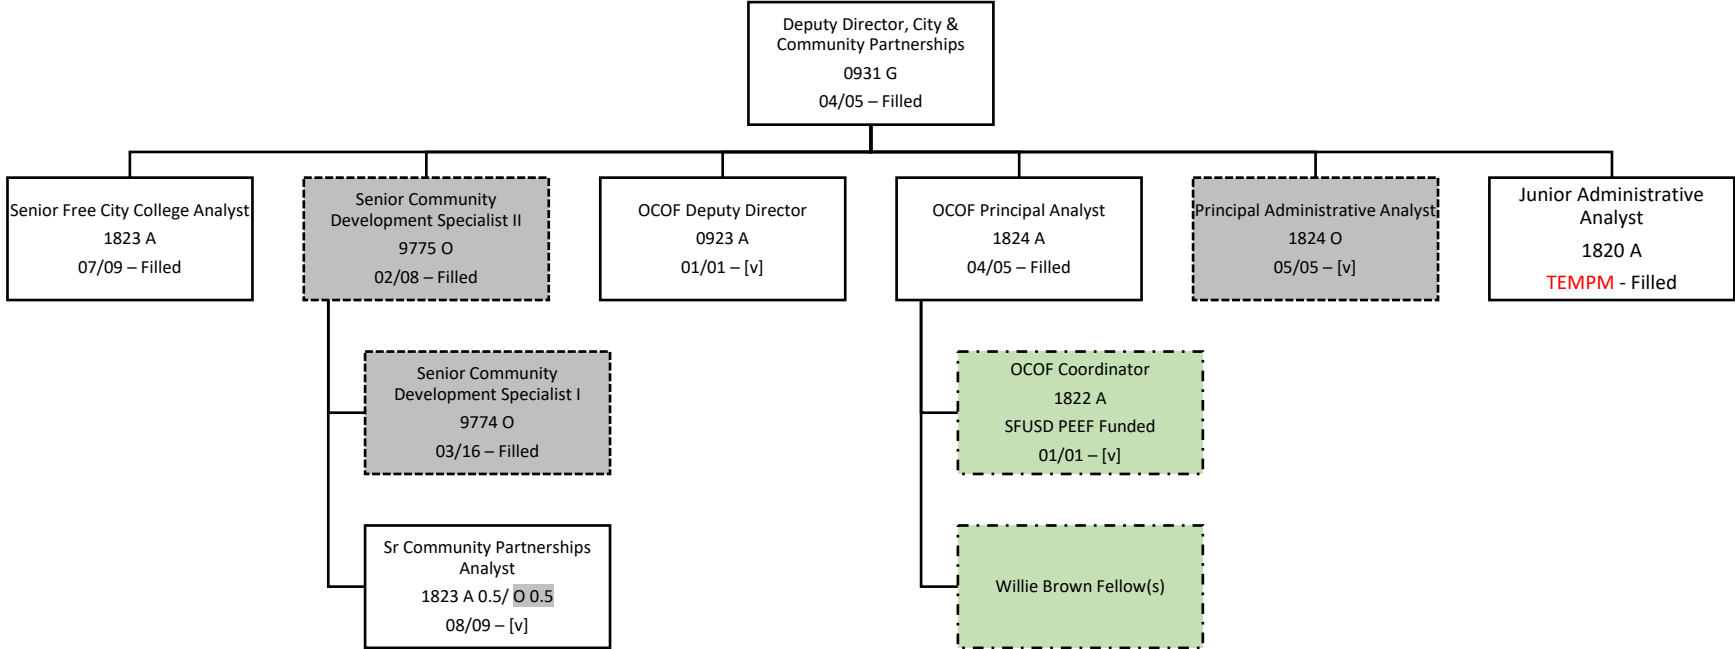 Deputy Director, City &
Community Partnerships
0931 G
04/05 – Filled
Senior Free City College Analyst
1823 A
07/09 – Filled
Senior Community
Development Specialist II
9775 O
02/08 – Filled
OCOF Deputy Director
0923 A
01/01 – [v]
OCOF Principal Analyst
1824 A
04/05 – Filled
Principal Administrative Analyst
1824 O
05/05 – [v]
Junior Administrative
Analyst
1820 A
TEMPM - Filled
Senior Community
Development Specialist I
9774 O
03/16 – Filled
OCOF Coordinator
1822 A
SFUSD PEEF Funded
01/01 – [v]
Sr Community Partnerships
Analyst
1823 A 0.5/ O 0.5
08/09 – [v]
Willie Brown Fellow(s)